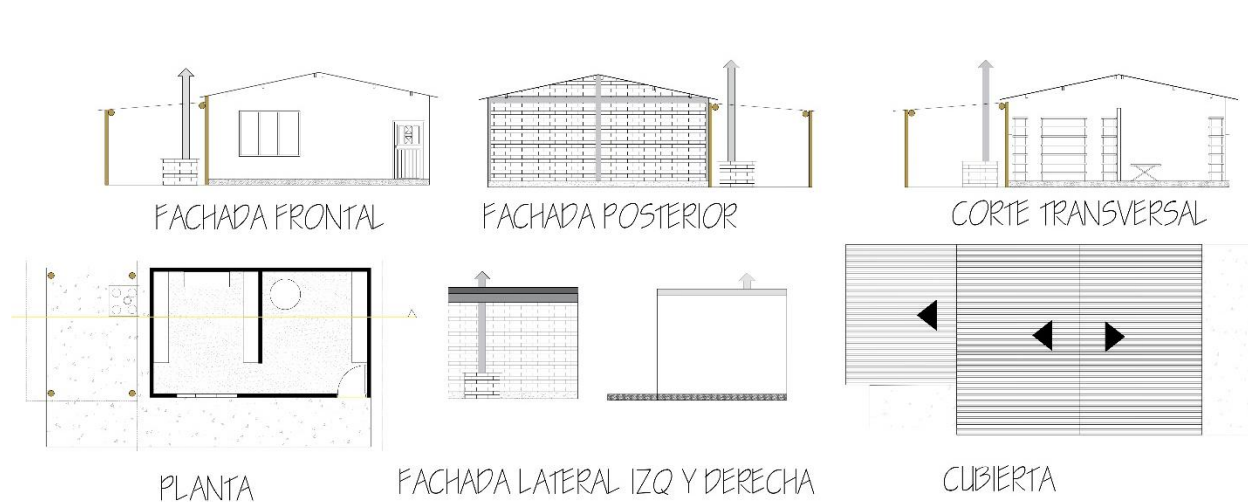 FACHADA FRONTAL
FACHADA POSTERIOR
CORTE TRANSVERSAL
PLANTA
FACHADA LATERAL IZQ Y DERECHA
CUBIERTA